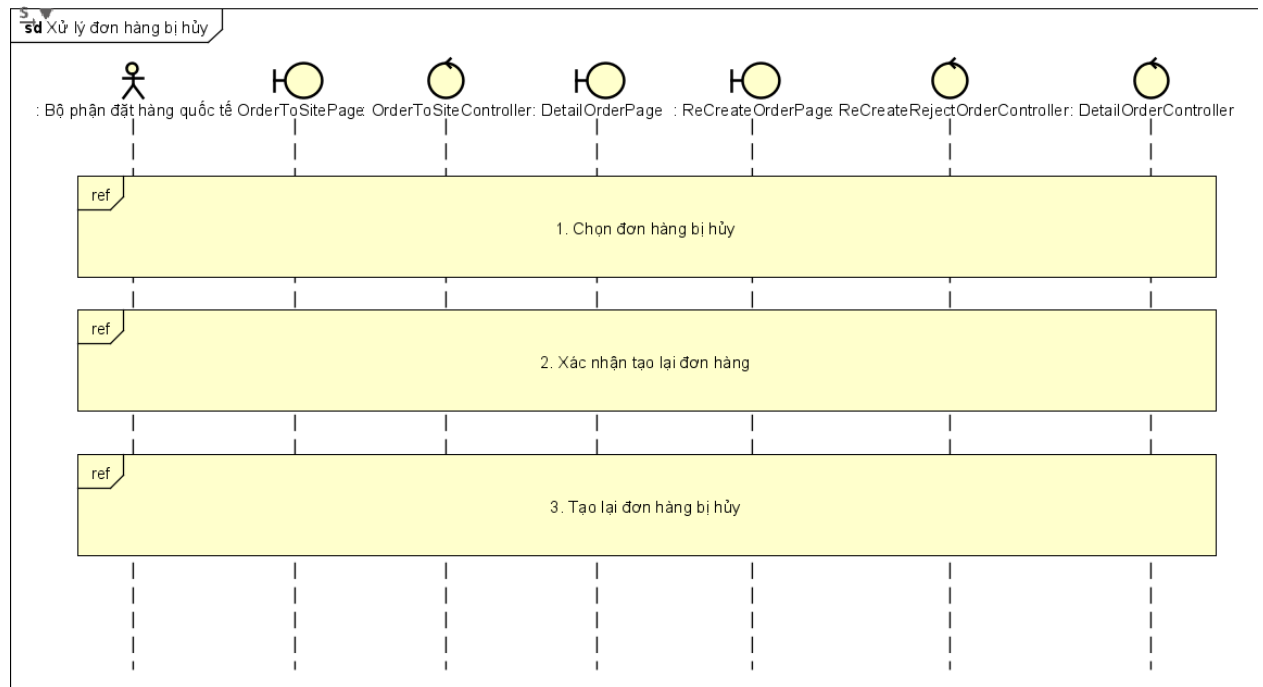 sd Xử lý đơn hàng bị hủy
: Bộ phận đặt hàng quốc tế OrderToSitePage: OrderToSiteController: DetailOrderPage : ReCreateOrderPage: ReCreateRejectOrderController: DetailOrderController
ref
1. Chọn đơn hàng bị hủy
ref
2. Xác nhận tạo lại đơn hàng
ref
3. Tạo lại đơn hàng bị hủy